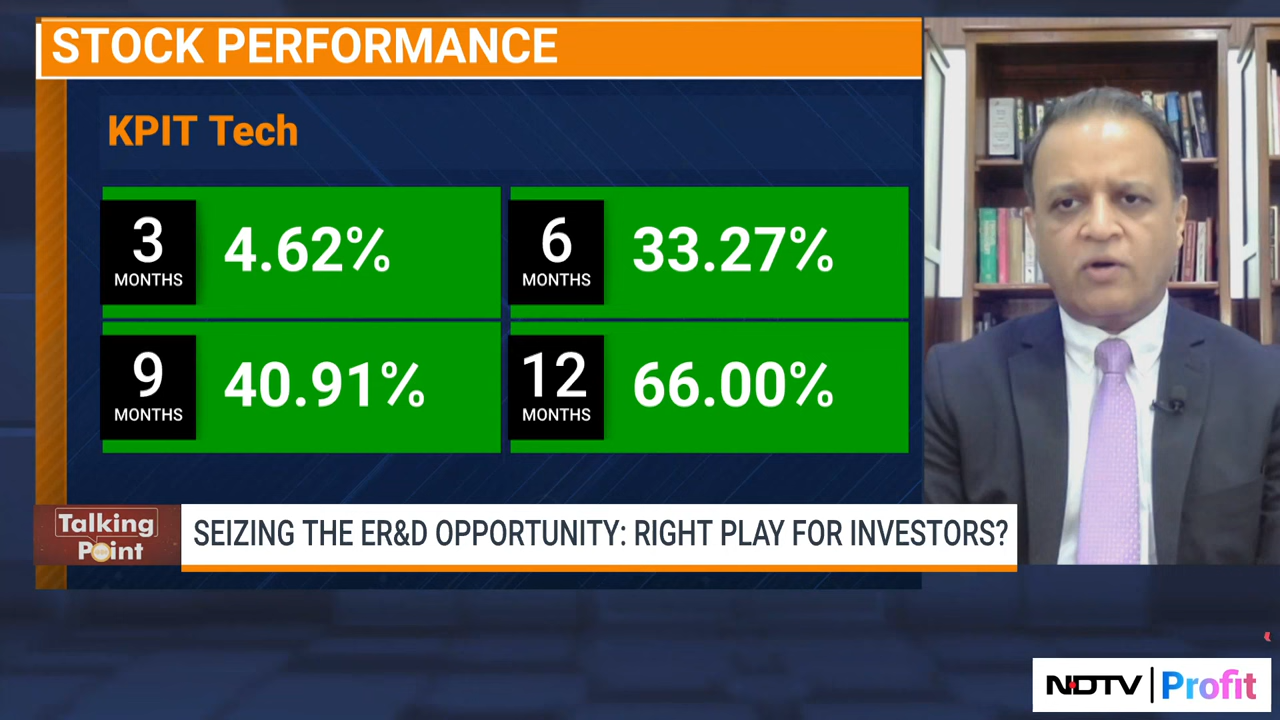 STOCK PERFORMANCE
KPIT Tech
3
MONTHS
4.62%
6
MONTHS
33.27%
9
MONTHS
40.91%
12
MONTHS
66.00%
Talking
Point
SEIZING THE ER&D OPPORTUNITY: RIGHT PLAY FOR INVESTORS?
NDTV Profit